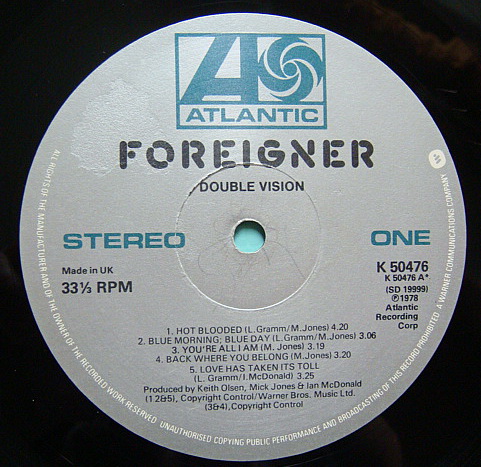 ATLANTIC
FOREIGNER
DOUBLE VISION
STEREO
ONE
Made in UK
33⅓ RPM
K 50476
K 50476 A*
(SD 19999)
℗1978
Atlantic
Recording
Corp
1. HOT BLOODED (L.Gramm/M.Jones) 4.20
2. BLUE MORNING; BLUE DAY (L.Gramm/M.Jones) 3.06
3. YOU'RE ALL I AM (M.Jones) 3.19
4. BACK WHERE YOU BELONG (M.Jones) 3.20
5. LOVE HAS TAKEN ITS TOLL
(L. Gramm/I.McDonald) 3.25
Produced by Keith Olsen, Mick Jones & Ian McDonald
(1 2&5), Copyright Control/Warner Bros. Music Ltd.
(3&4), Copyright Control
ALL RIGHTS OF THE MANUFACTURER AND OF THE OWNER OF THE RECORDED WORK RESERVED UNAUTHORISED COPYING PUBLIC PERFORMANCE AND BROADCASTING OF THIS RECORD PROHIBITED A WARNER COMMUNICATIONS COMPANY